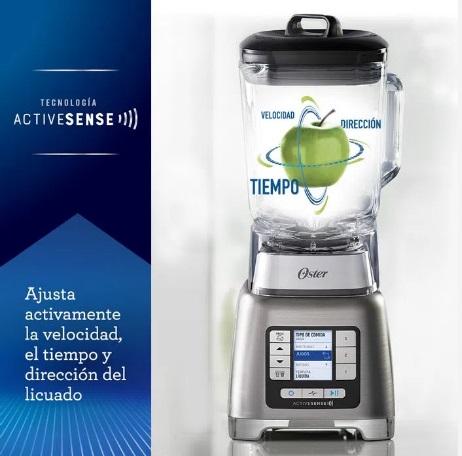 TECNOLOGÍA
ACTIVESENSE
Ajusta
activamente
la velocidad,
el tiempo y
dirección del
licuado
VELOCIDAD
DIRECCIÓN
TIEMPO
Oster
TIPO DE COMIDA
JUGOS
ACTIVESENSE